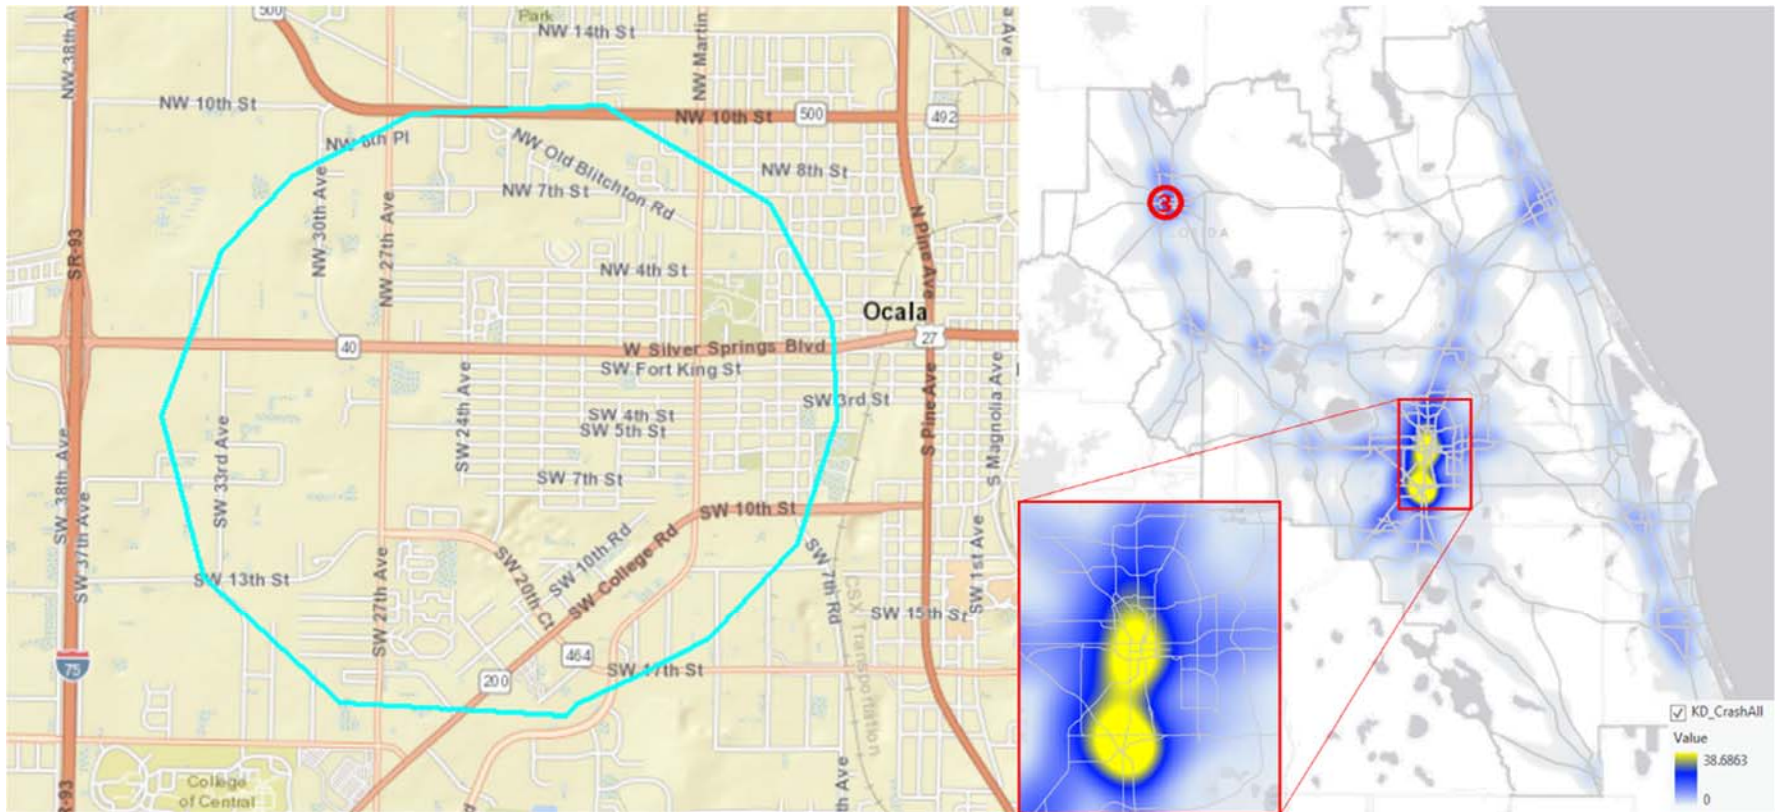 500
Park
NW 14th St
NW Martin
NW 38th A
NW 10th St
NW 10th St
500
492
NW 8th Pl
NW Old Blitchton Rd
NW 8th St
NW 7th St
NW 30th Ave
NW 27th Ave
N Pine Ave
SR-93
NW 4th St
Ocala
40
W Silver Springs Blvd
27
SW Fort King St
SW 24th Ave
SW 3rd St
SW 4th St
SW 5th St
S Pine Ave
S Magnolia Ave
SW 38th Ave
SW 33rd Ave
SW 7th St
SW 10th St
SW 37th Ave
SW 10th Rd
SW College Rd
SW 20th Ct
SW 13th St
SW 27th Ave
SW 7th Rd
SW 1st Ave
SW 15th St
CSX Transportation
75
464
SW 17th St
200
College
of Central
R-93
th Ave
a Ave
3
KD_CrashAll
Value
38.6863
0